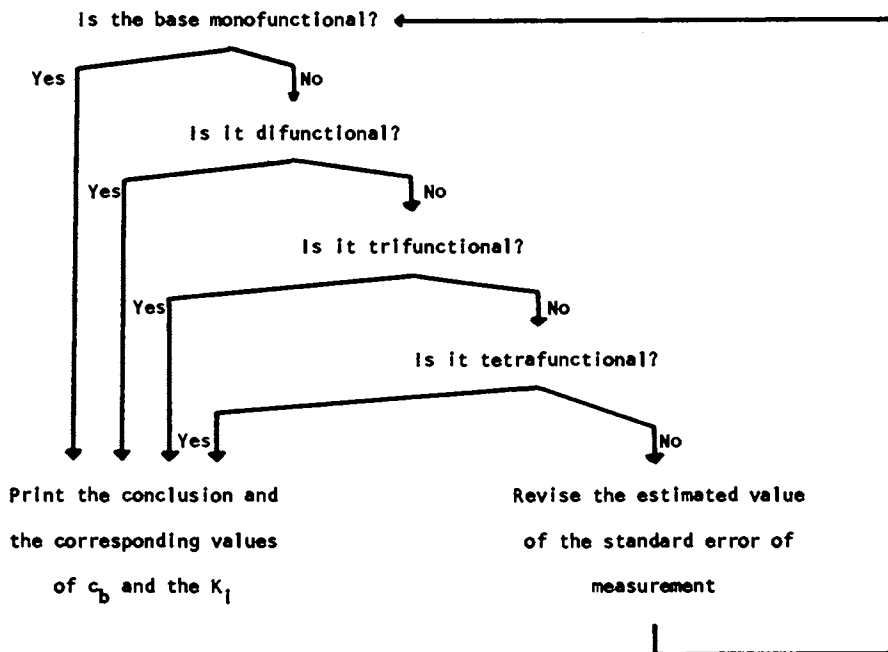 Is the base monofunctional?
Yes
No
Is it difunctional?
Yes
No
Is it trifunctional?
Yes
No
Is it tetrafunctional?
Yes
No
Print the conclusion and
the corresponding values
of c_b and the K_i
Revise the estimated value
of the standard error of
measurement